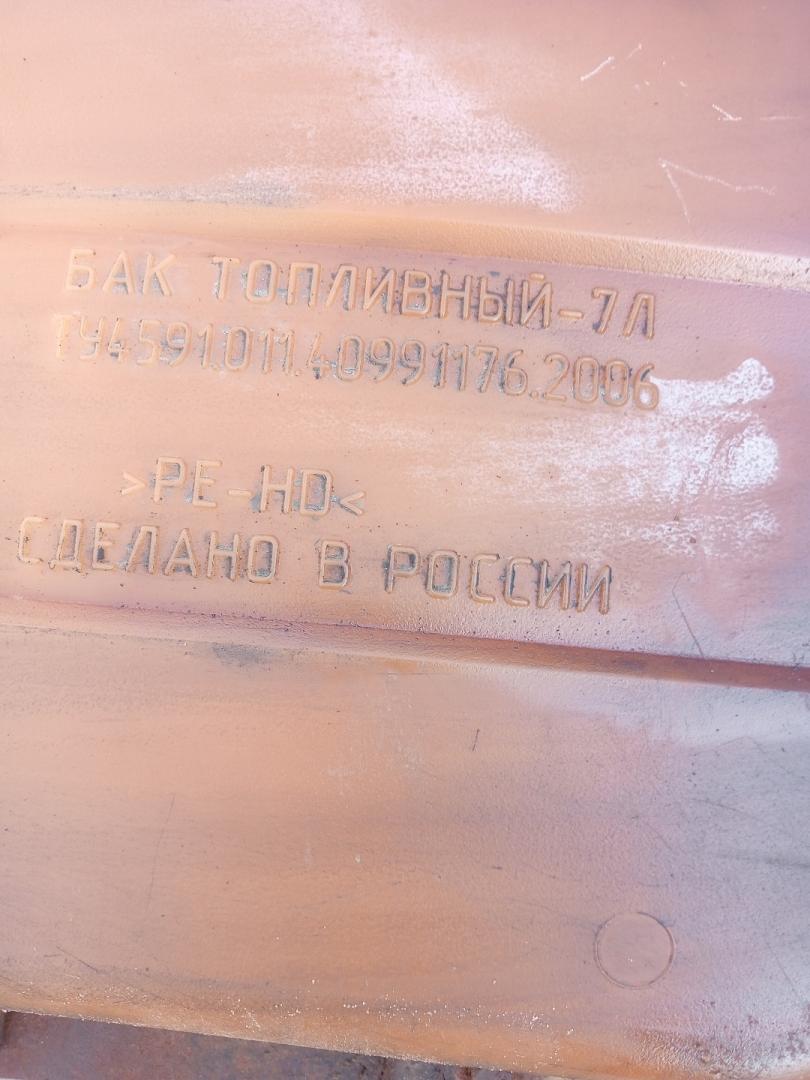 БАК ТОПЛИВНЫЙ-7Л
ТУ4591.011.40991176.2006
>PE-HD<
СДЕЛАНО В РОССИИ